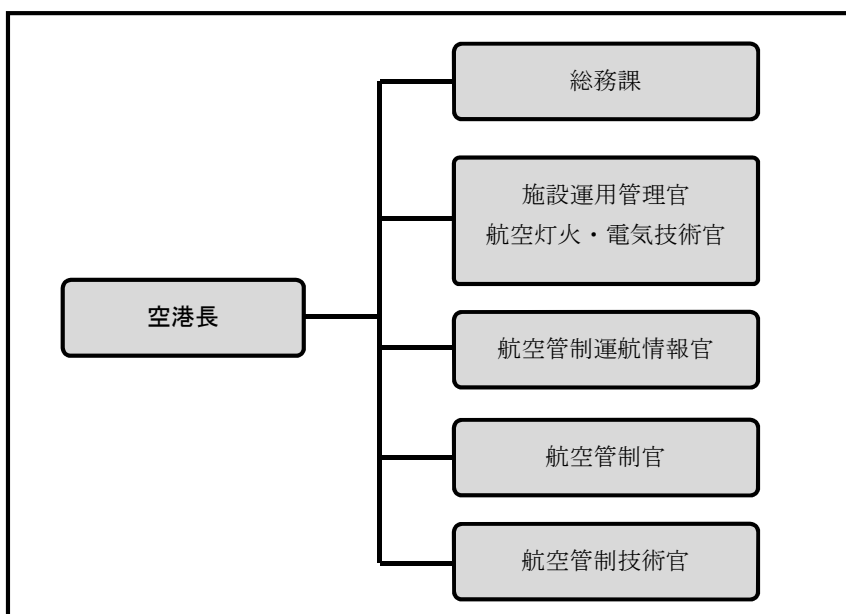 総務課
施設運用管理官
航空灯火・電気技術官
空港長
航空管制運航情報官
航空管制官
航空管制技術官